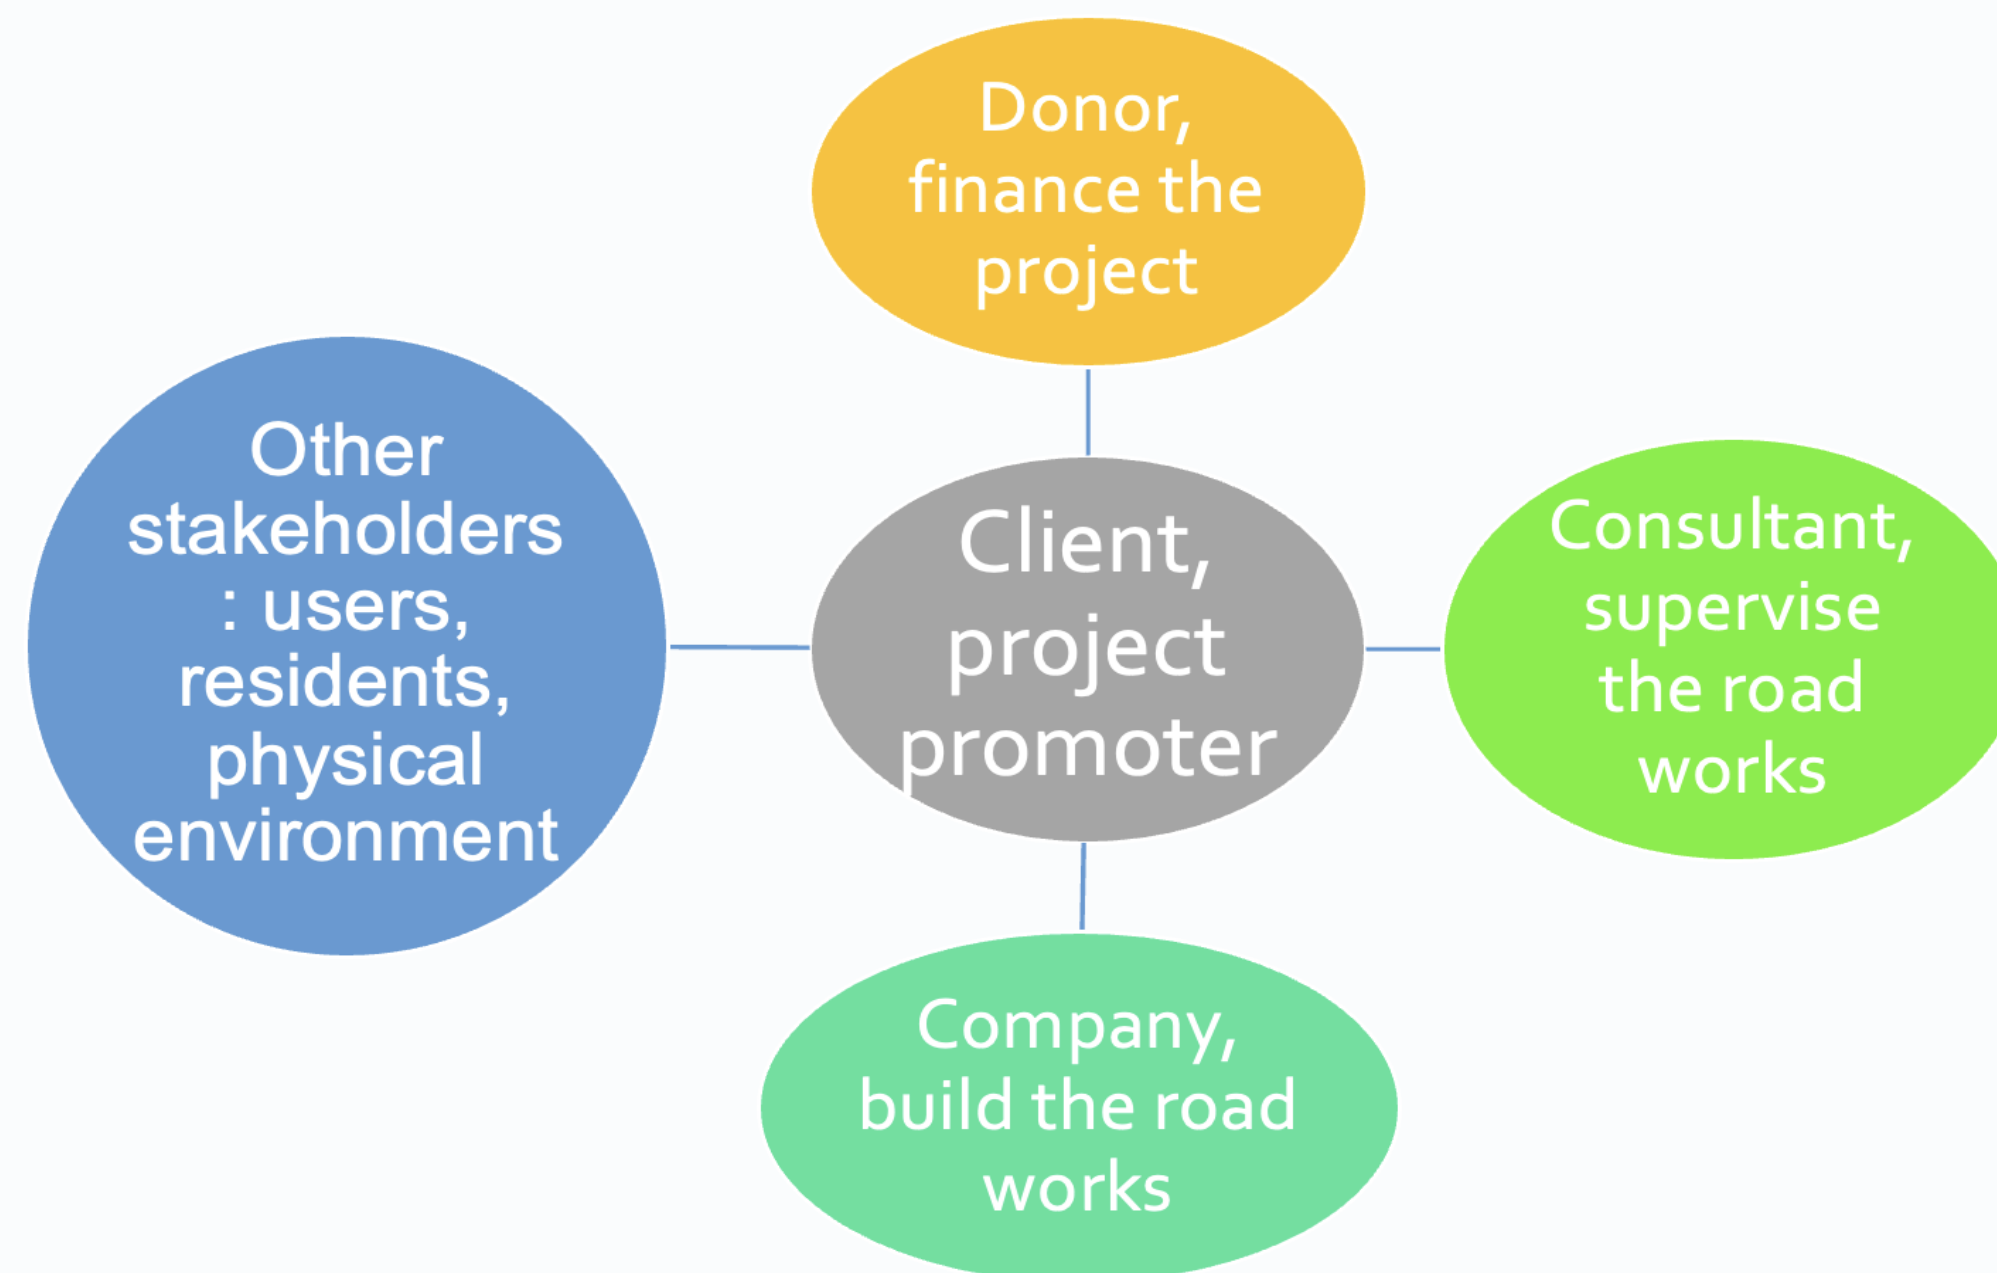 Donor,
finance the
project
Other
stakeholders
: users,
residents,
physical
environment
Client,
project
promoter
Consultant,
supervise
the road
works
Company,
build the road
works